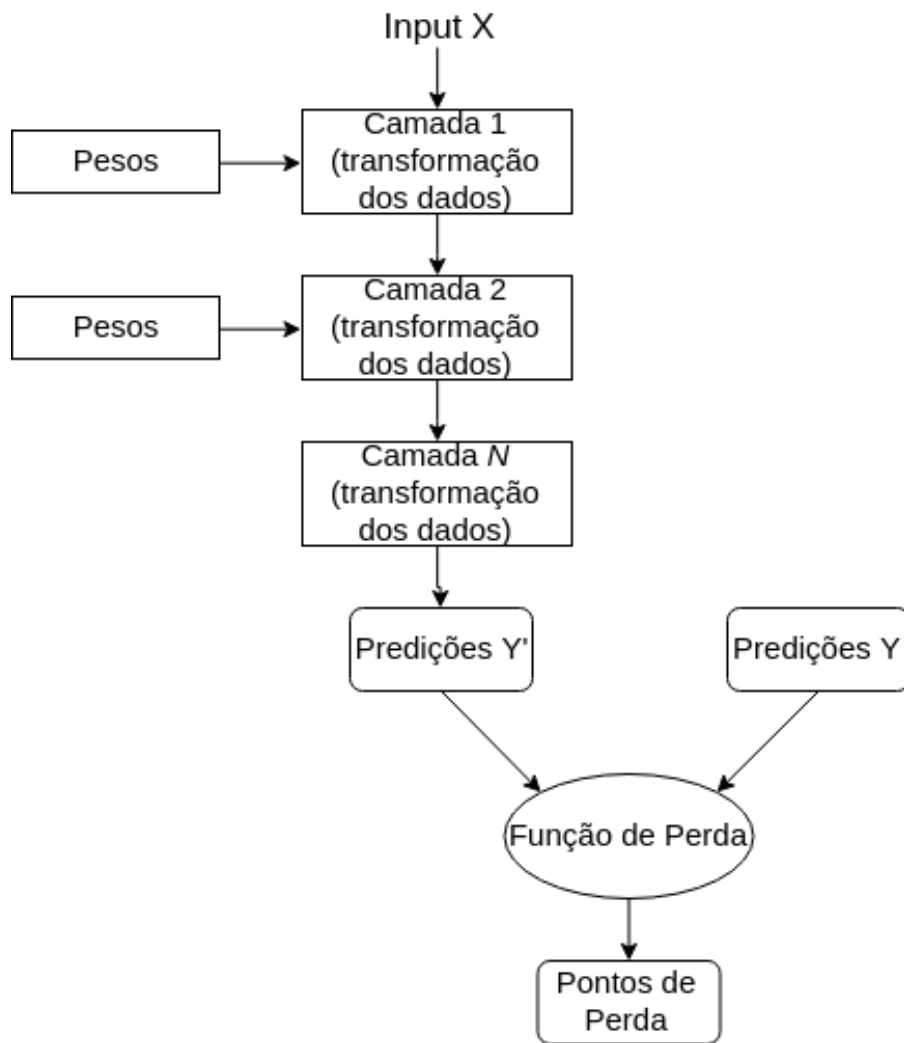 Input X
Pesos
Camada 1
(transformação
dos dados)
Pesos
Camada 2
(transformação
dos dados)
Camada N
(transformação
dos dados)
Predições Y'
Predições Y
Função de Perda
Pontos de
Perda